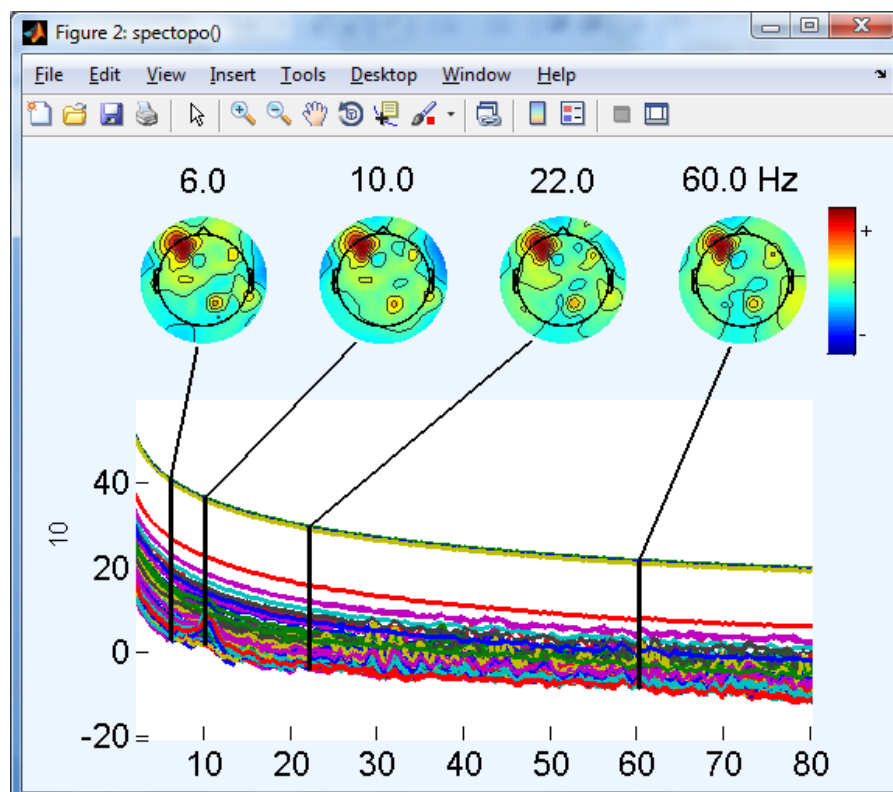 Figure 2: spectopo()
File Edit View Insert Tools Desktop Window Help
6.0 10.0 22.0 60.0 Hz
+
-
40
20
0
-20
10
10 20 30 40 50 60 70 80